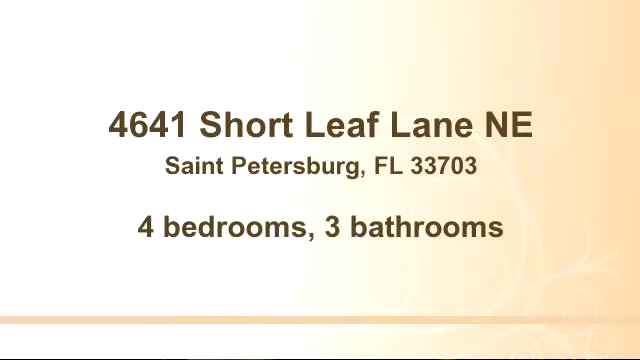 4641 Short Leaf Lane NE
Saint Petersburg, FL 33703
4 bedrooms, 3 bathrooms